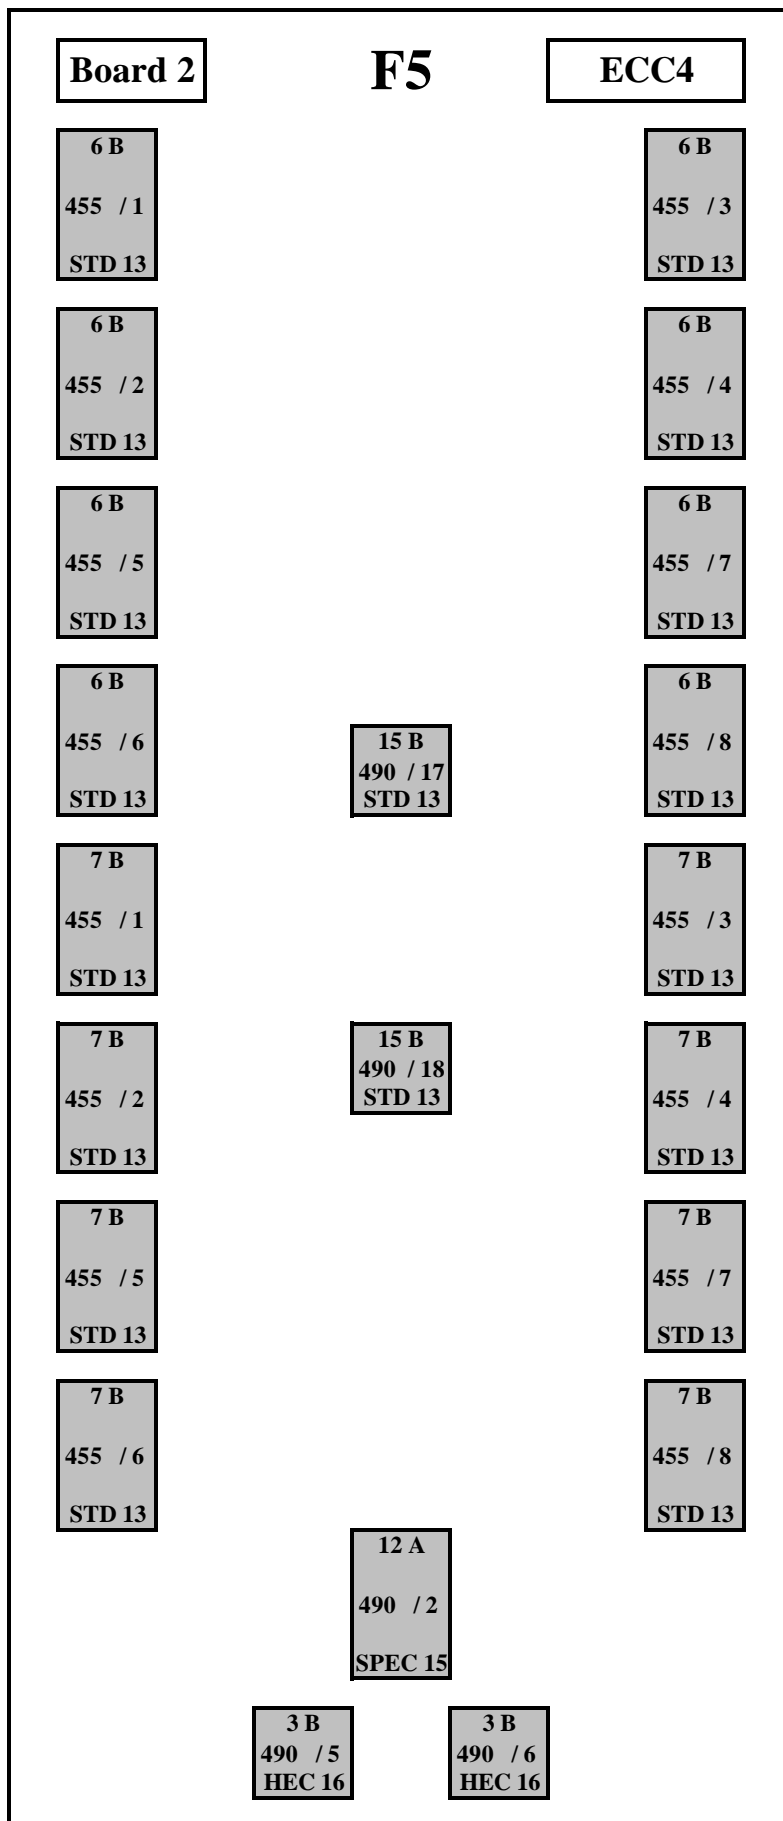 Board 2 F5 ECC4
6 B 6 B
455 / 1 455 / 3
STD 13 STD 13
6 B 6 B
455 / 2 455 / 4
STD 13 STD 13
6 B 6 B
455 / 5 455 / 7
STD 13 STD 13
6 B 6 B
455 / 6 15 B 455 / 8
490 / 17
STD 13 STD 13 STD 13
7 B 7 B
455 / 1 455 / 3
STD 13 STD 13
7 B 15 B 7 B
490 / 18
455 / 2 STD 13 455 / 4
STD 13 STD 13
7 B 7 B
455 / 5 455 / 7
STD 13 STD 13
7 B 7 B
455 / 6 455 / 8
STD 13 STD 13
12 A
490 / 2
SPEC 15
3 B 3 B
490 / 5 490 / 6
HEC 16 HEC 16